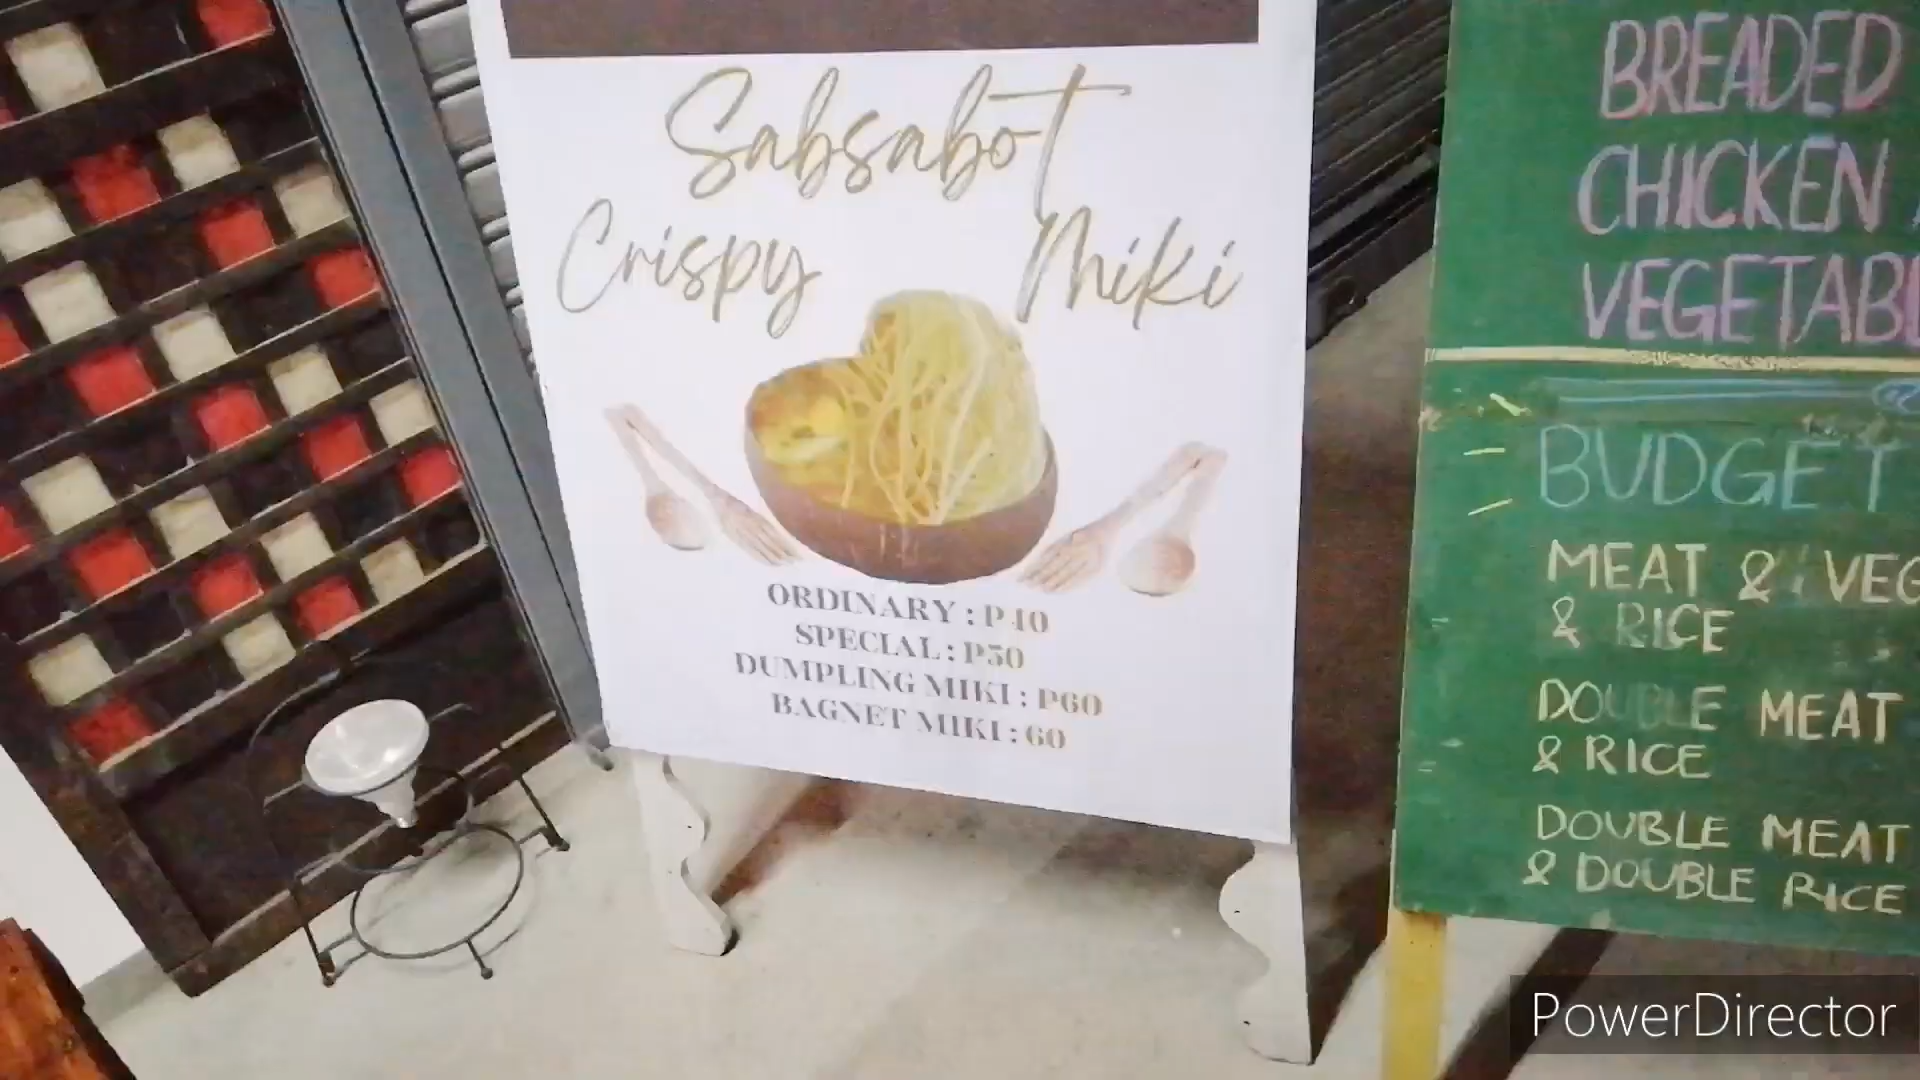 Sabsabot
Crispy Miki
ORDINARY : P40
SPECIAL : P50
DUMPLING MIKI : P60
BAGNET MIKI : 60
BREADED
CHICKEN
BUDGET
MEAT & VEG
& RICE
DOUBLE MEAT
& RICE
DOUBLE MEAT
& DOUBLE RICE
PowerDirector